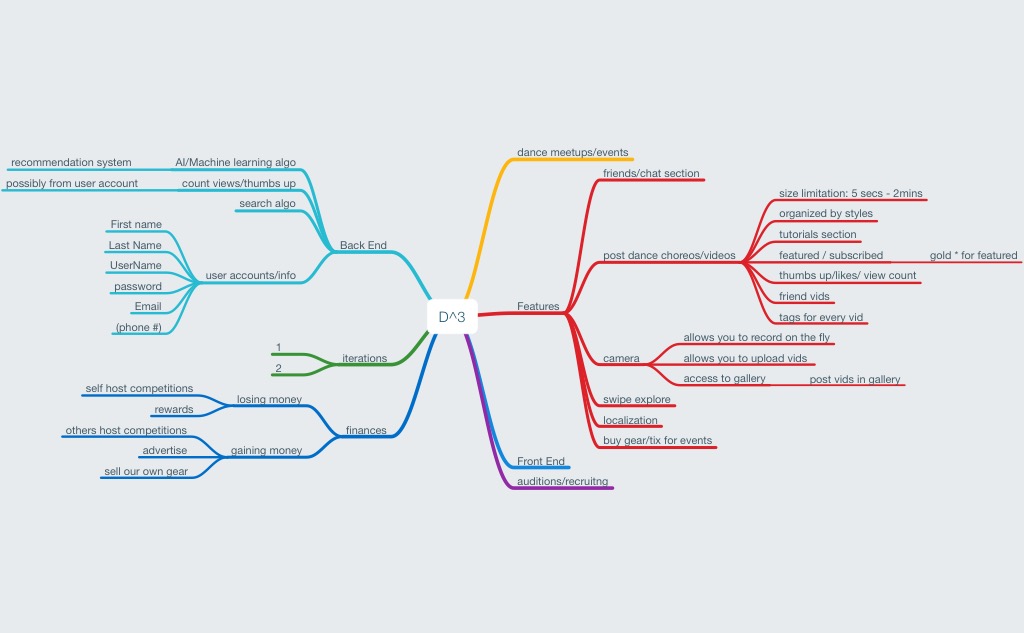 D^3
dance meetups/events
Features
friends/chat section
post dance choreos/videos
size limitation: 5 secs - 2mins
organized by styles
tutorials section
featured / subscribed
gold * for featured
thumbs up/likes/ view count
friend vids
tags for every vid
camera
allows you to record on the fly
allows you to upload vids
access to gallery
post vids in gallery
swipe explore
localization
buy gear/tix for events
Front End
auditions/recruitng
Back End
AI/Machine learning algo
recommendation system
count views/thumbs up
possibly from user account
search algo
user accounts/info
First name
Last Name
UserName
password
Email
(phone #)
iterations
1
2
finances
losing money
self host competitions
rewards
gaining money
others host competitions
advertise
sell our own gear